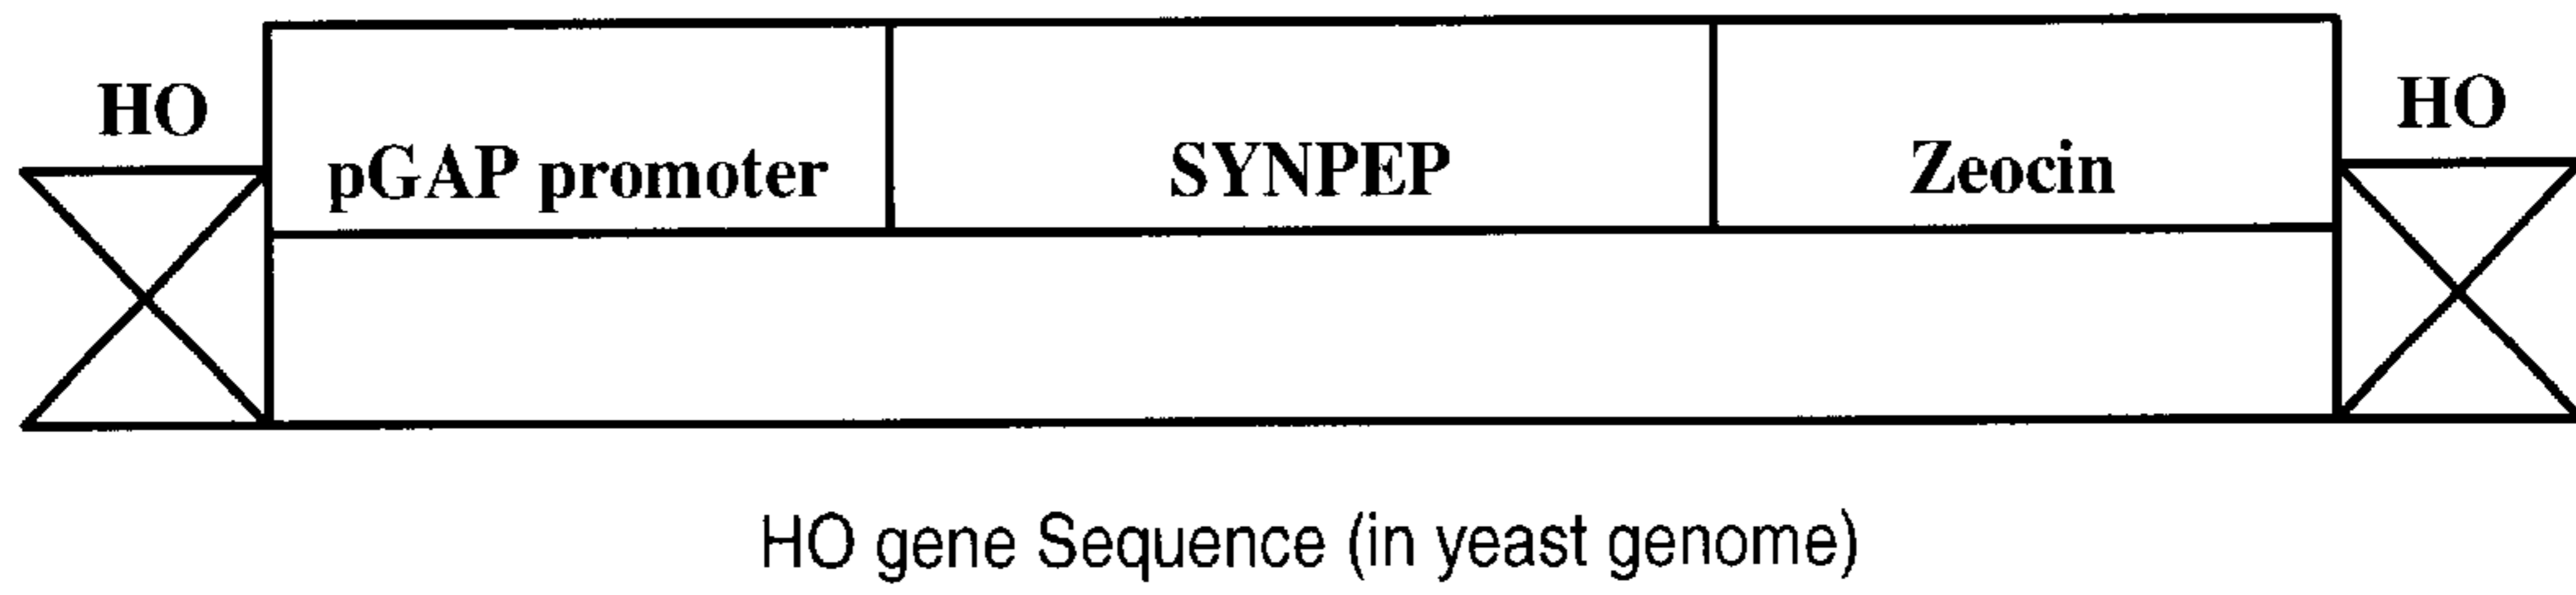 HO
pGAP promoter
SYNPEP
Zeocin
HO
HO gene Sequence (in yeast genome)